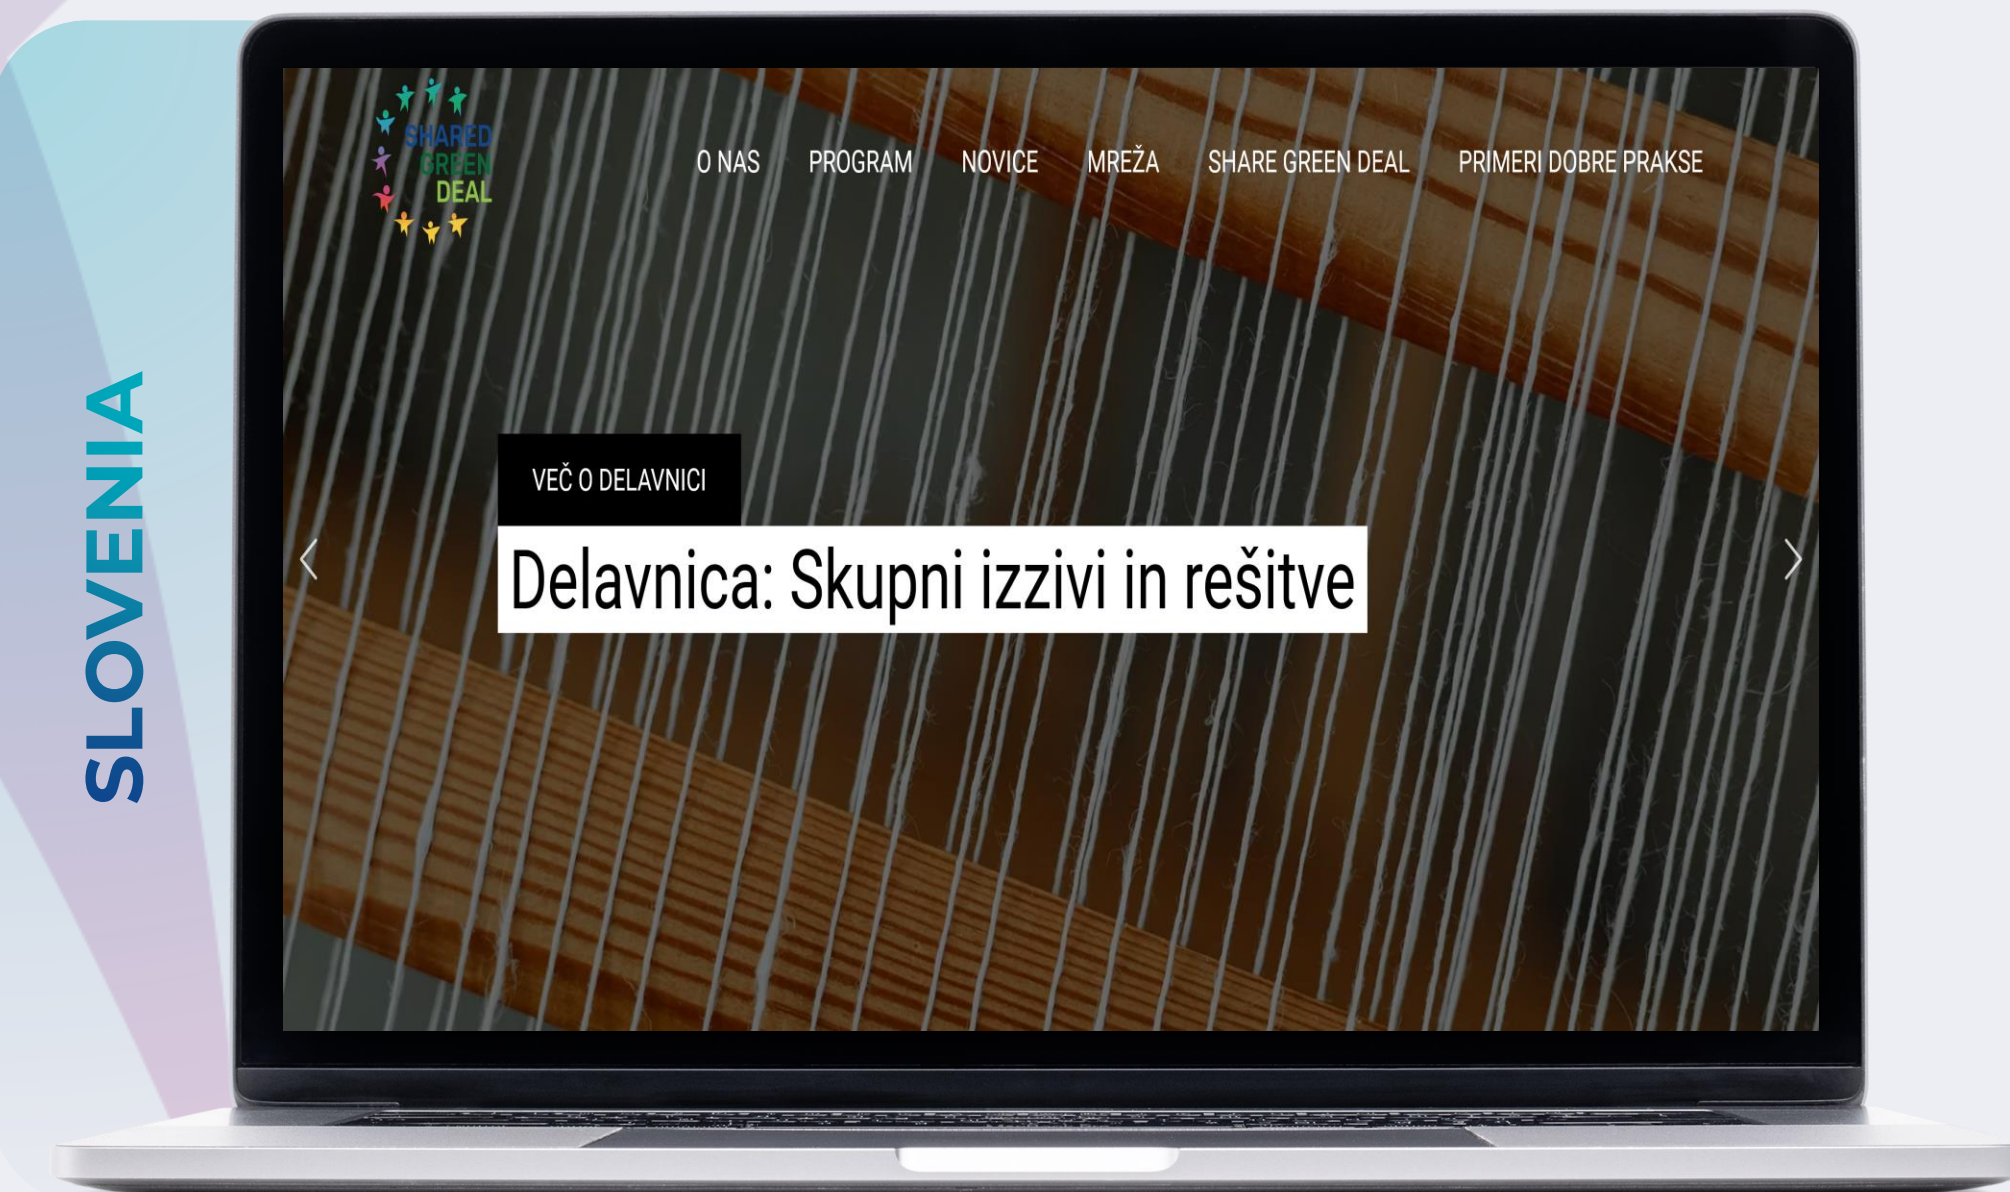 SLOVENIA
SHARED
GREEN
DEAL
O NAS PROGRAM NOVICE MREŽA SHARE GREEN DEAL PRIMERI DOBRE PRAKSE
VEČ O DELAVNICI
Delavnica: Skupni izzivi in rešitve